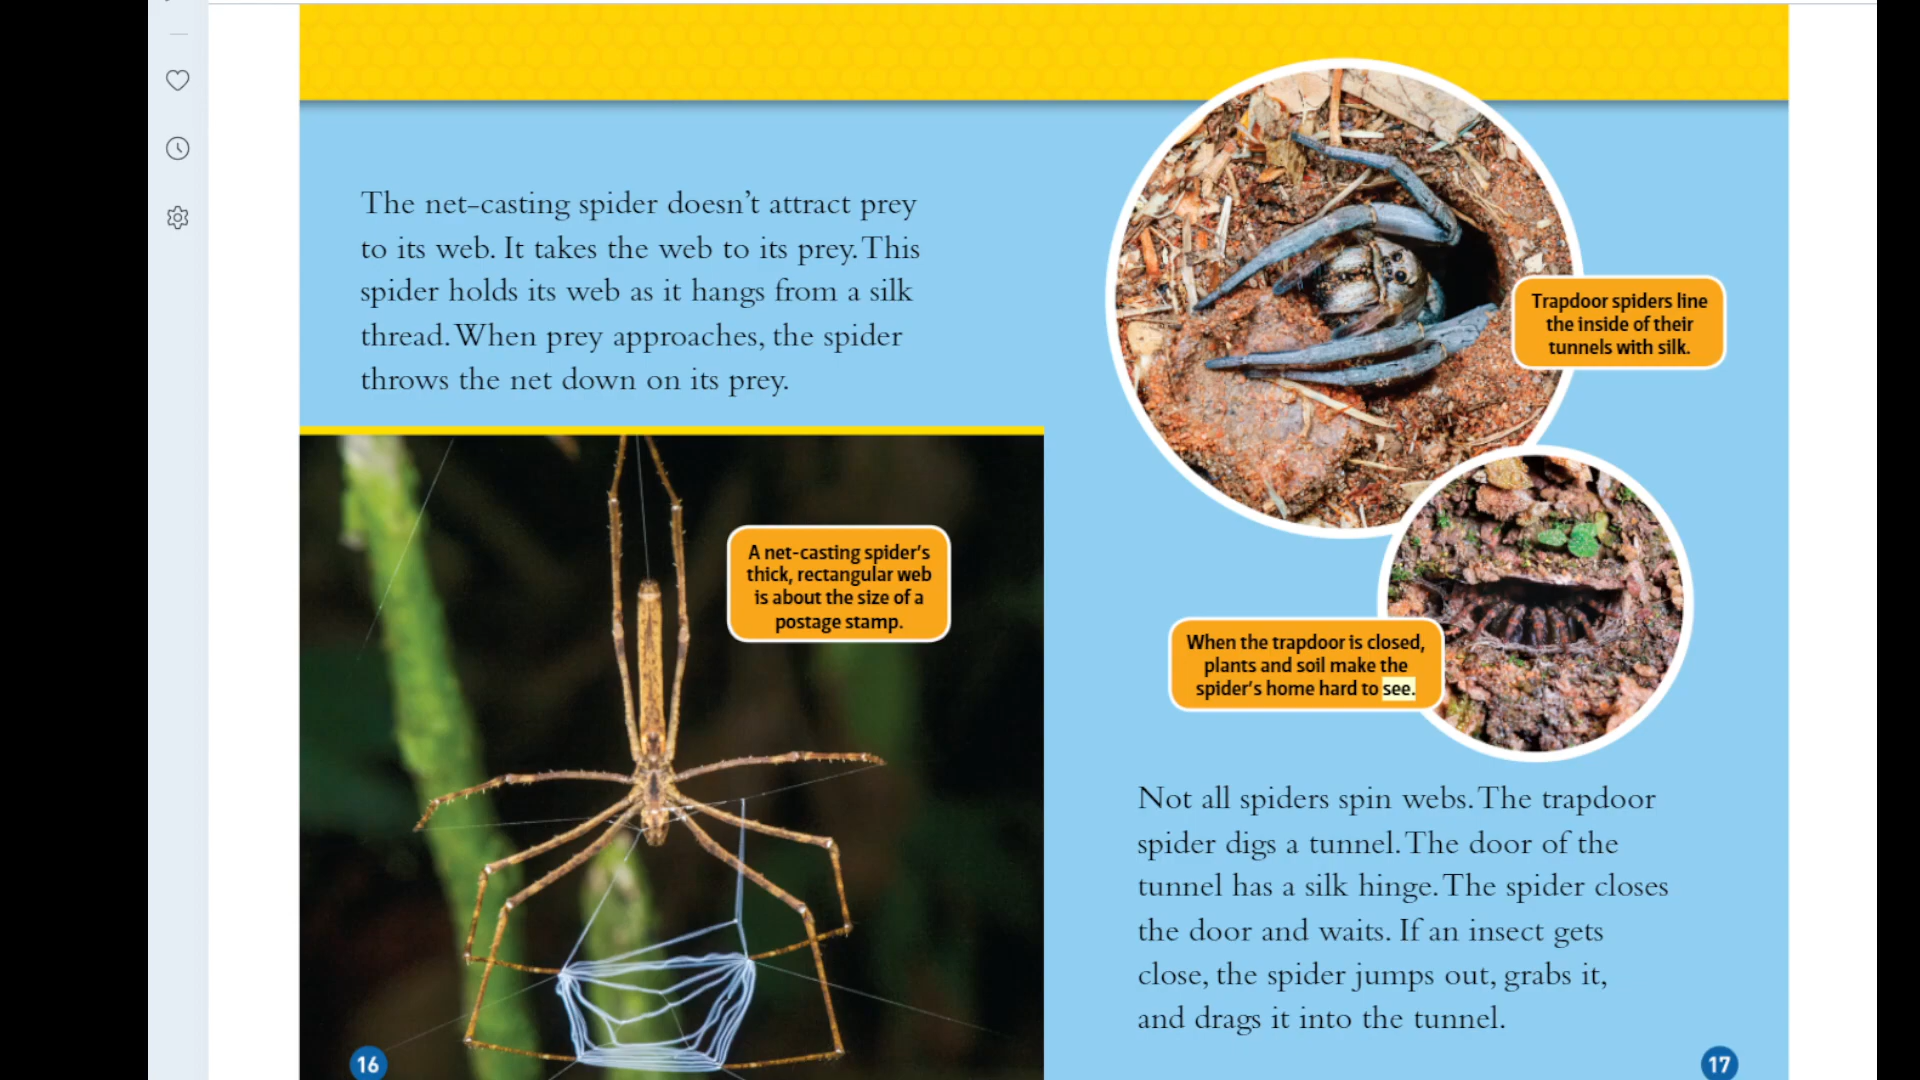 The net-casting spider doesn't attract prey
to its web. It takes the web to its prey. This
spider holds its web as it hangs from a silk
thread. When prey approaches, the spider
throws the net down on its prey.
A net-casting spider's
thick, rectangular web
is about the size of a
postage stamp.
16
Trapdoor spiders line
the inside of their
tunnels with silk.
When the trapdoor is closed,
plants and soil make the
spider's home hard to see.
Not all spiders spin webs. The trapdoor
spider digs a tunnel. The door of the
tunnel has a silk hinge. The spider closes
the door and waits. If an insect gets
close, the spider jumps out, grabs it,
and drags it into the tunnel.
17